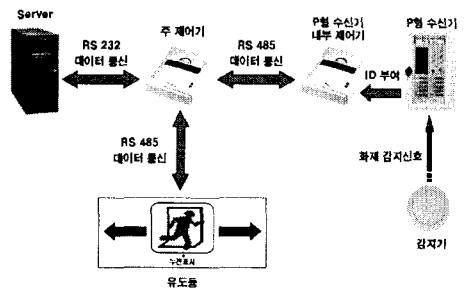 Server
RS 232
데이터 통신
주 제어기
RS 485
데이터 통신
P형 수신기
내부 제어기
P형 수신기
ID 부여
RS 485
데이터 통신
화재 감지신호
감지기
유도등